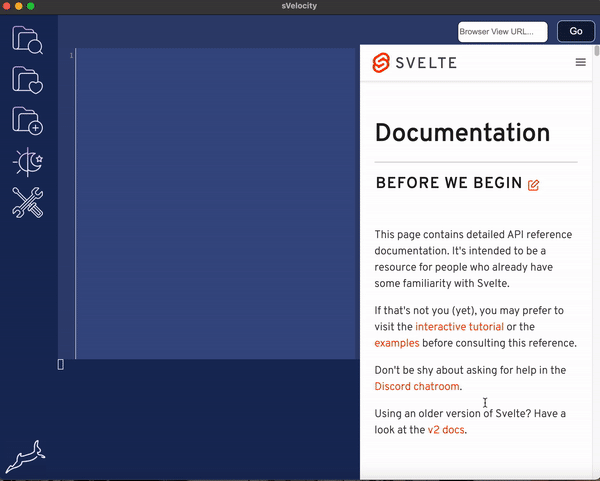 sVelocity
Browser View URL...
Go
1
SVELTE
Documentation
BEFORE WE BEGIN
This page contains detailed API reference
documentation. It's intended to be a
resource for people who already have
some familiarity with Svelte.
If that's not you (yet), you may prefer to
visit the interactive tutorial or the
examples before consulting this reference.
Don't be shy about asking for help in the
Discord chatroom.
Using an older version of Svelte? Have a
look at the v2 docs.